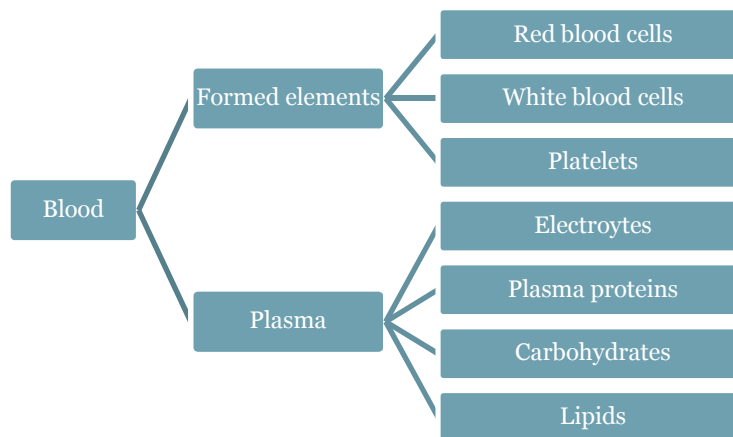 Red blood cells
Formed elements
White blood cells
Platelets
Blood
Electroytes
Plasma proteins
Plasma
Carbohydrates
Lipids